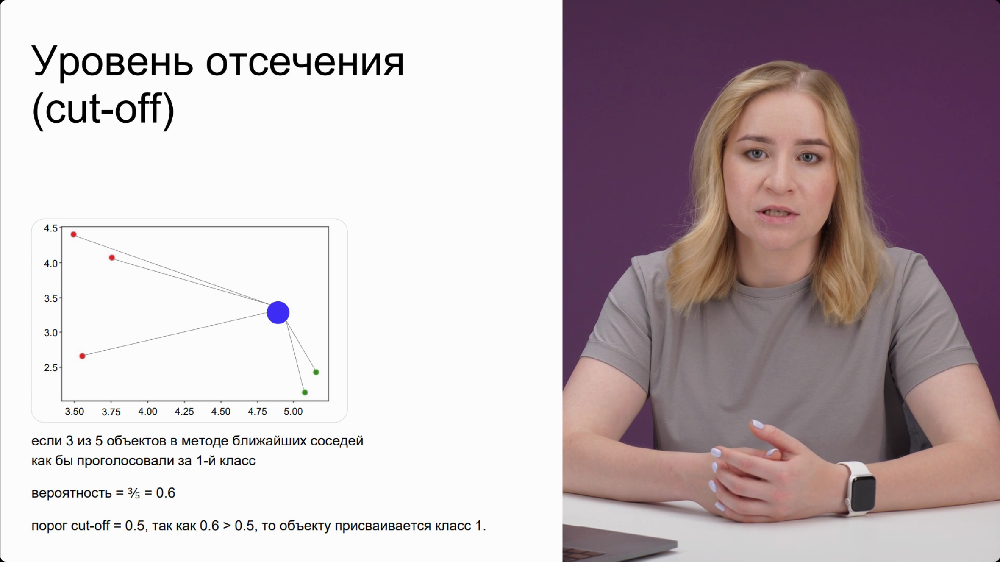 Уровень отсечения
(cut-off)
4.5
4.0
3.5
3.0
2.5
3.50 3.75 4.00 4.25 4.50 4.75 5.00
если 3 из 5 объектов в методе ближайших соседей
как бы проголосовали за 1-й класс
вероятность = ⅗ = 0.6
порог cut-off = 0.5, так как 0.6 > 0.5, то объекту присваивается класс 1.